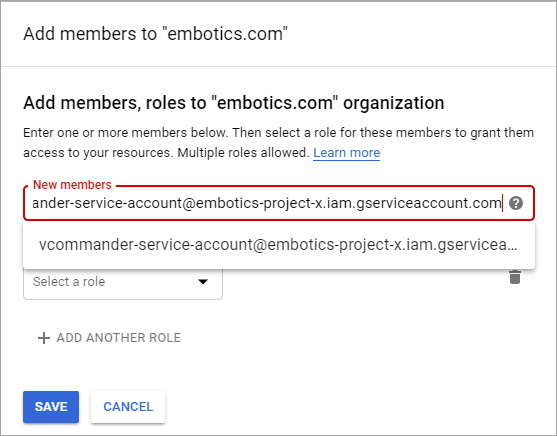 Add members to "embotics.com"
Add members, roles to "embotics.com" organization
Enter one or more members below. Then select a role for these members to grant them
access to your resources. Multiple roles allowed. Learn more
New members
ander-service-account@embotics-project-x.iam.gserviceaccount.com
vcommander-service-account@embotics-project-x.iam.gservicea...
Select a role
ADD ANOTHER ROLE
SAVE CANCEL